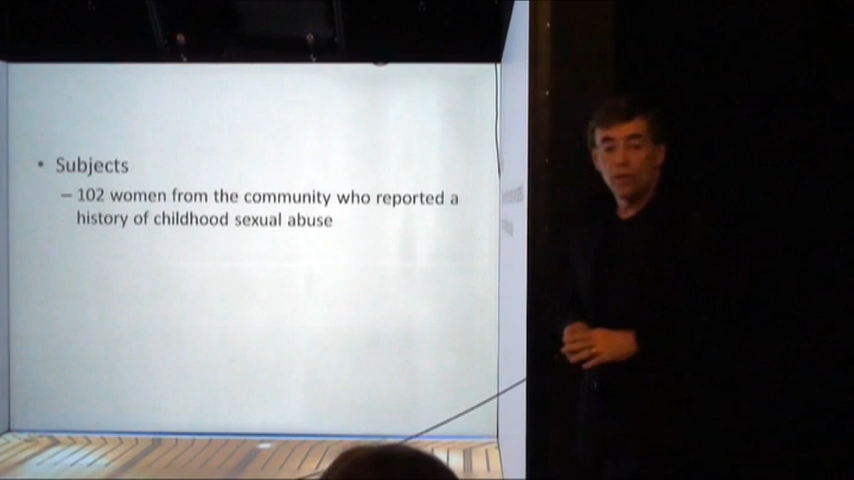 • Subjects
– 102 women from the community who reported a
history of childhood sexual abuse